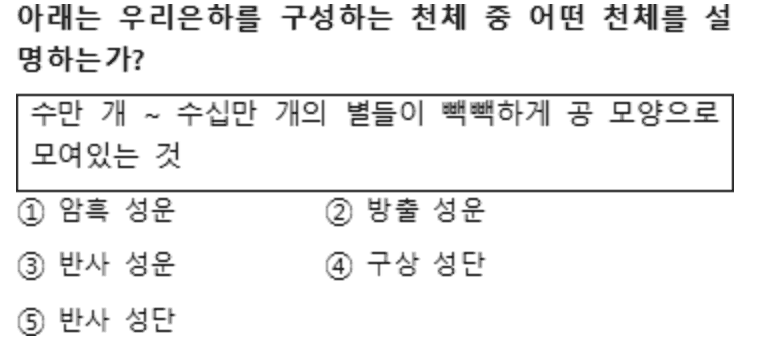 아래는 우리은하를 구성하는 천체 중 어떤 천체를 설
명하는가?
수만 개 ~ 수십만 개의 별들이 빽빽하게 공 모양으로
모여있는 것
① 암흑 성운 ② 방출 성운
③ 반사 성운 ④ 구상 성단
⑤ 반사 성단